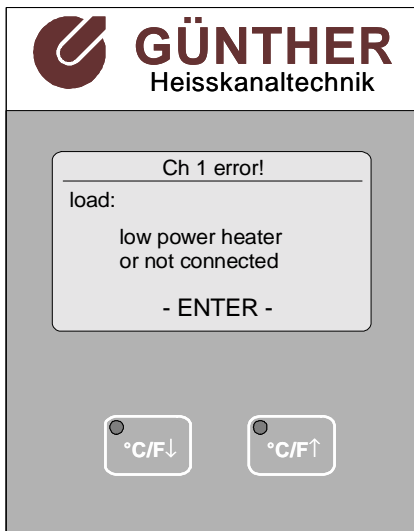 GÜNTHER
Heisskanaltechnik
Ch 1 error!
load:
low power heater
or not connected
- ENTER -
°C/F↓
°C/F↑